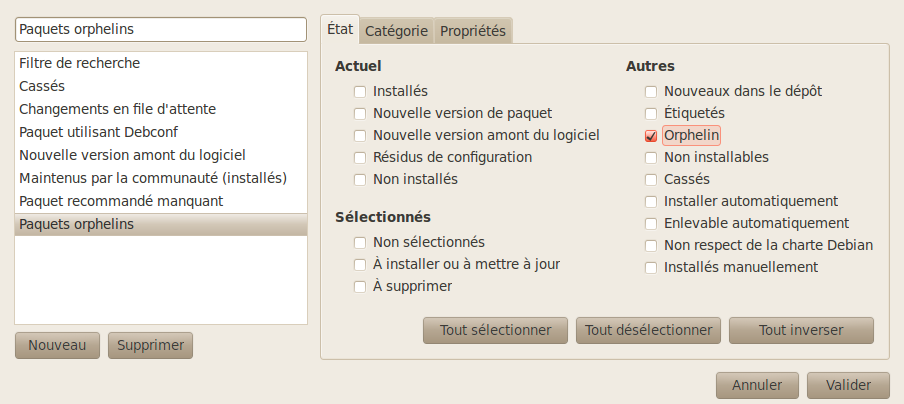 Paquets orphelins
Filtre de recherche
Cassés
Changements en file d'attente
Paquet utilisant Debconf
Nouvelle version amont du logiciel
Maintenus par la communauté (installés)
Paquet recommandé manquant
Paquets orphelins
Nouveau Supprimer
État Catégorie Propriétés
Actuel
Installés
Nouvelle version de paquet
Nouvelle version amont du logiciel
Résidus de configuration
Non installés
Sélectionnés
Non sélectionnés
À installer ou à mettre à jour
À supprimer
Autres
Nouveaux dans le dépôt
Étiquetés
Orphelin
Non installables
Cassés
Installer automatiquement
Enlevable automatiquement
Non respect de la charte Debian
Installés manuellement
Tout sélectionner Tout désélectionner Tout inverser
Annuler Valider